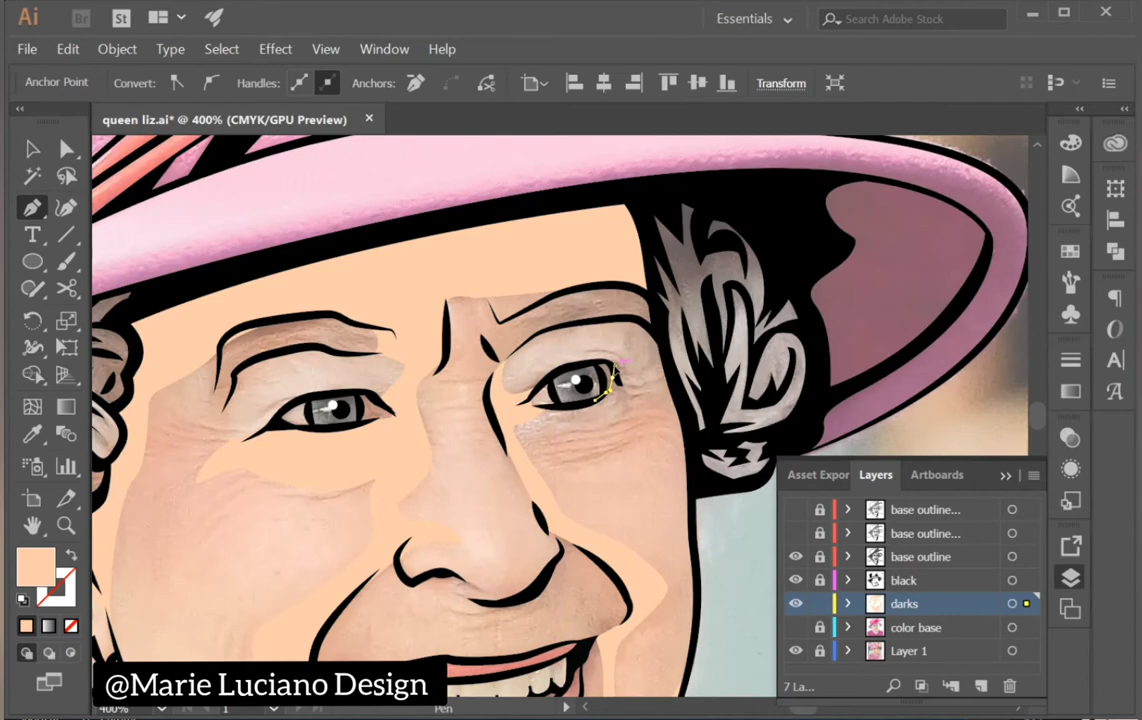 Ai Br St Essentials Search Adobe Stock
File Edit Object Type Select Effect View Window Help
Anchor Point Convert: Handles: Anchors: Transform
queen liz.ai* @ 400% (CMYK/GPU Preview)
Asset Expor Layers Artboards
base outline...
base outline...
base outline
black
darks
color base
Layer 1
7 La...
@Marie Luciano Design
400% 1 Pen